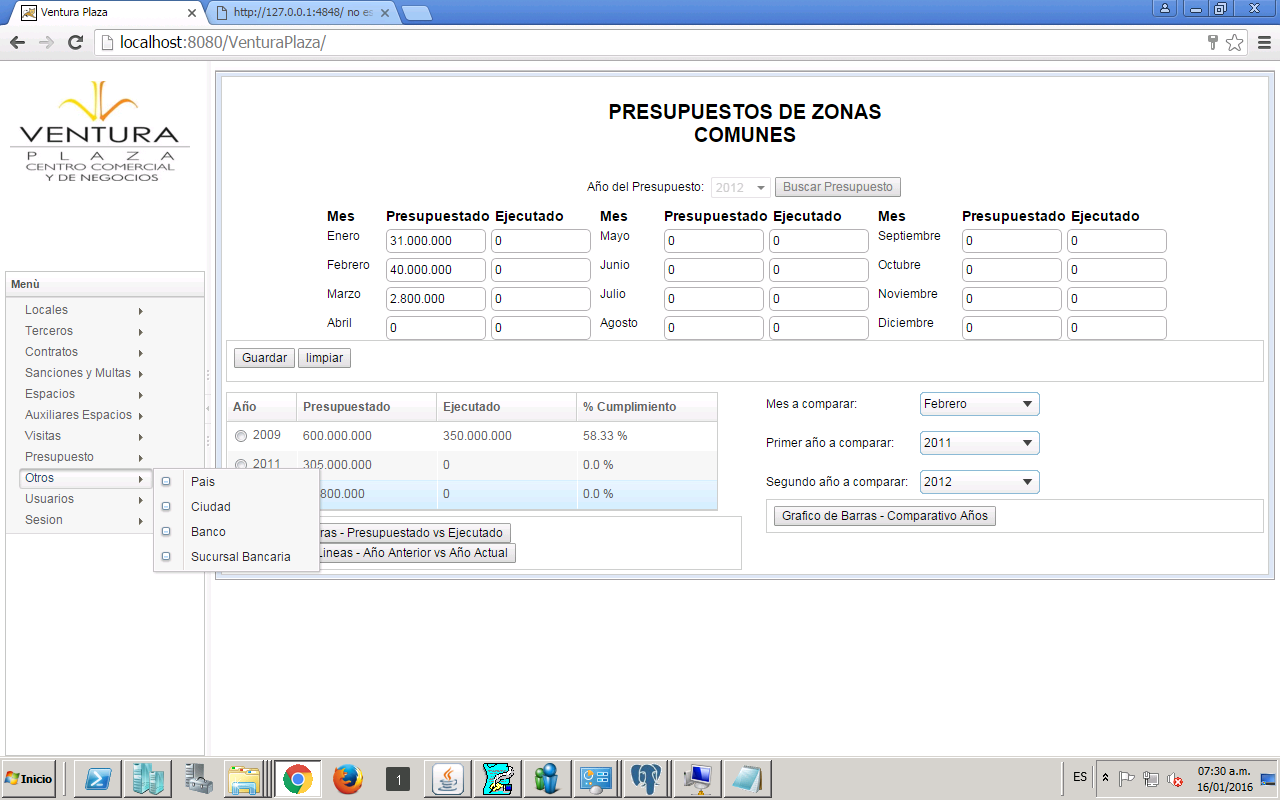 Ventura Plaza
http://127.0.0.1:4848/ no es
localhost:8080/VenturaPlaza/
VENTURA
PLAZA
CENTRO COMERCIAL
Y DE NEGOCIOS
Menù
Locales
Terceros
Contratos
Sanciones y Multas
Espacios
Auxiliares Espacios
Visitas
Presupuesto
Otros
Usuarios
Sesion
Pais
Ciudad
Banco
Sucursal Bancaria
PRESUPUESTOS DE ZONAS
COMUNES
Año del Presupuesto: 2012 Buscar Presupuesto
Mes Presupuestado Ejecutado Mes Presupuestado Ejecutado Mes Presupuestado Ejecutado
Enero 31.000.000 0 Mayo 0 0 Septiembre 0 0
Febrero 40.000.000 0 Junio 0 0 Octubre 0 0
Marzo 2.800.000 0 Julio 0 0 Noviembre 0 0
Abril 0 0 Agosto 0 0 Diciembre 0 0
Guardar limpiar
Año Presupuestado Ejecutado % Cumplimiento
2009 600.000.000 350.000.000 58.33 %
2011 305.000.000 0 0.0 %
800.000 0 0.0 %
rras - Presupuestado vs Ejecutado
Lineas - Año Anterior vs Año Actual
Mes a comparar: Febrero
Primer año a comparar: 2011
Segundo año a comparar: 2012
Grafico de Barras - Comparativo Años
Inicio
1
ES
07:30 a.m.
16/01/2016